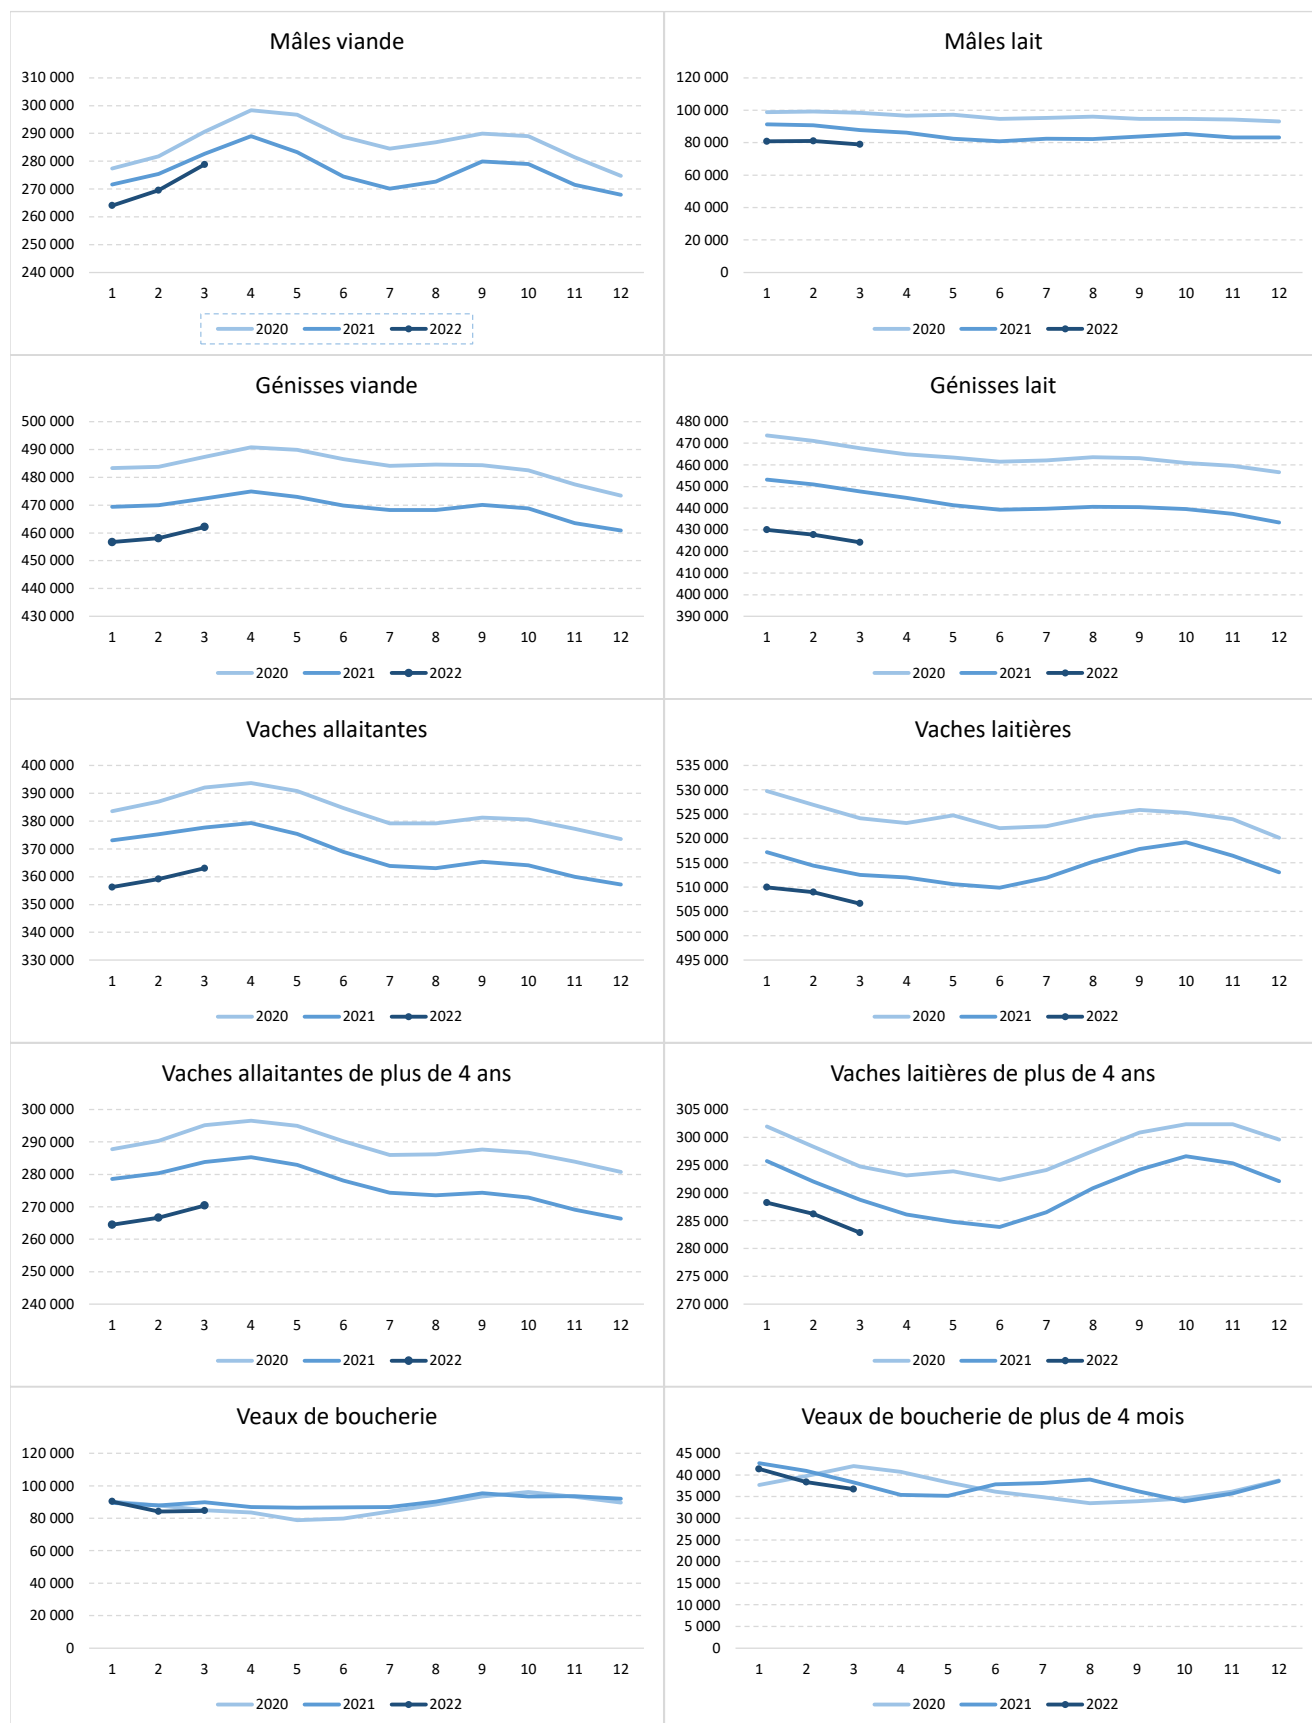 Mâles viande
310 000
300 000
290 000
280 000
270 000
260 000
250 000
240 000
1 2 3 4 5 6 7 8 9 10 11 12
2020 2021 2022
Mâles lait
120 000
100 000
80 000
60 000
40 000
20 000
0
1 2 3 4 5 6 7 8 9 10 11 12
2020 2021 2022
Génisses viande
500 000
490 000
480 000
470 000
460 000
450 000
440 000
430 000
1 2 3 4 5 6 7 8 9 10 11 12
2020 2021 2022
Génisses lait
480 000
470 000
460 000
450 000
440 000
430 000
420 000
410 000
400 000
390 000
1 2 3 4 5 6 7 8 9 10 11 12
2020 2021 2022
Vaches allaitantes
400 000
390 000
380 000
370 000
360 000
350 000
340 000
330 000
1 2 3 4 5 6 7 8 9 10 11 12
2020 2021 2022
Vaches laitières
535 000
530 000
525 000
520 000
515 000
510 000
505 000
500 000
495 000
1 2 3 4 5 6 7 8 9 10 11 12
2020 2021 2022
Vaches allaitantes de plus de 4 ans
300 000
290 000
280 000
270 000
260 000
250 000
240 000
1 2 3 4 5 6 7 8 9 10 11 12
2020 2021 2022
Vaches laitières de plus de 4 ans
305 000
300 000
295 000
290 000
285 000
280 000
275 000
270 000
1 2 3 4 5 6 7 8 9 10 11 12
2020 2021 2022
Veaux de boucherie
120 000
100 000
80 000
60 000
40 000
20 000
0
1 2 3 4 5 6 7 8 9 10 11 12
2020 2021 2022
Veaux de boucherie de plus de 4 mois
45 000
40 000
35 000
30 000
25 000
20 000
15 000
10 000
5 000
0
1 2 3 4 5 6 7 8 9 10 11 12
2020 2021 2022